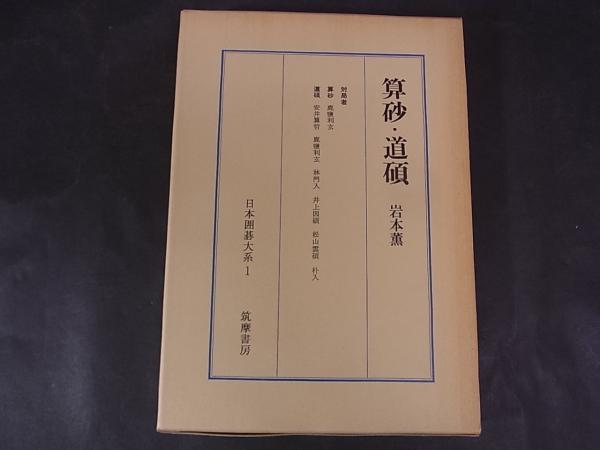 算砂・道碩
岩本薫
対局者
算砂 鹿塩利玄
道碩 安井算哲 鹿塩利玄 林門入 井上因碩 松山雲碩 朴入
日本囲碁大系1
筑摩書房